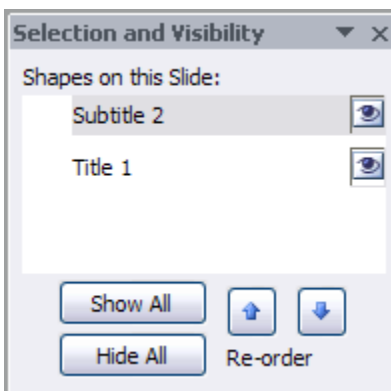 Selection and Visibility
Shapes on this Slide:
Subtitle 2
Title 1
Show All
Hide All
Re-order